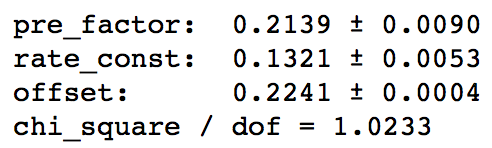 pre_factor:  0.2139 ± 0.0090
rate_const:  0.1321 ± 0.0053
offset:      0.2241 ± 0.0004
chi_square / dof = 1.0233